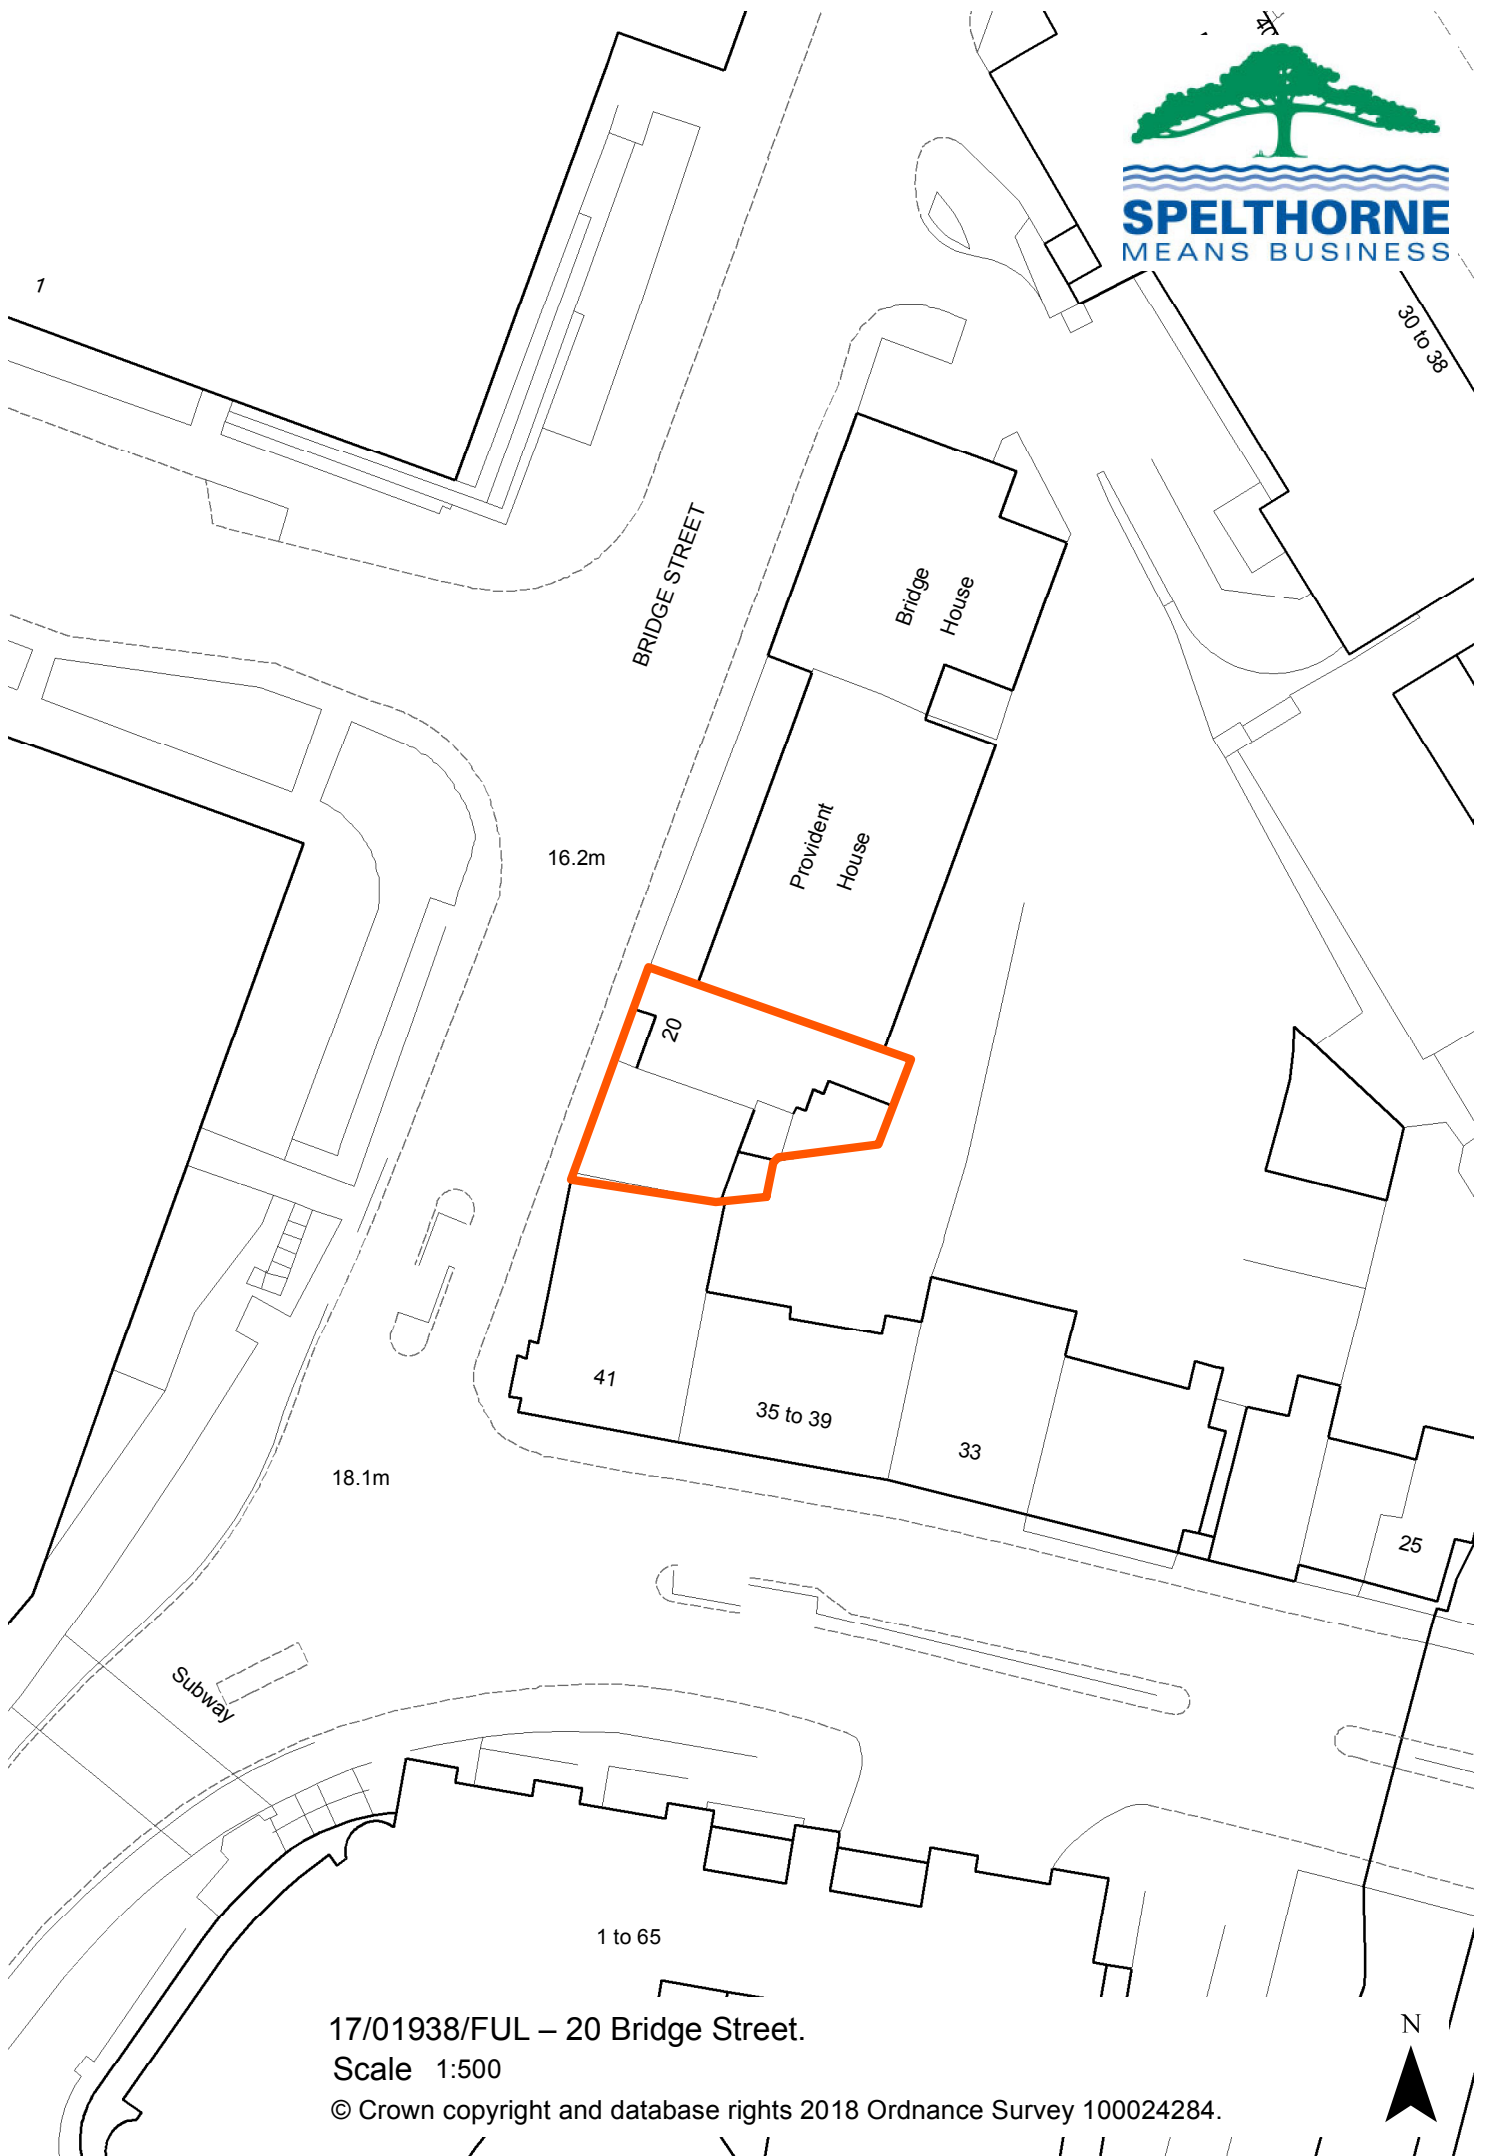 40
SPELTHORNE
MEANS BUSINESS
1
30 to 38
BRIDGE STREET
Bridge
House
Provident
House
16.2m
20
41
35 to 39
33
25
18.1m
Subway
1 to 65
17/01938/FUL – 20 Bridge Street.
Scale 1:500
N
© Crown copyright and database rights 2018 Ordnance Survey 100024284.